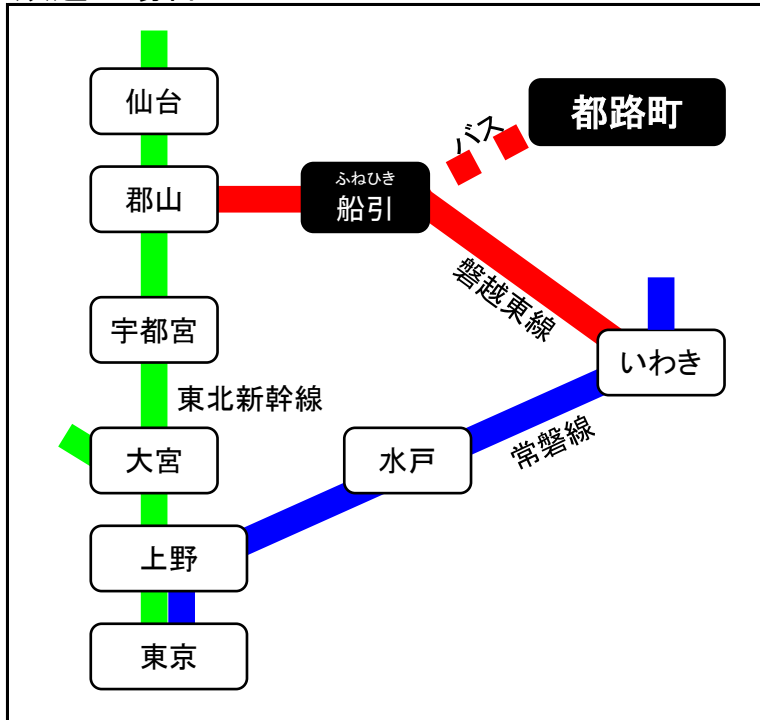 仙台
バス
都路町
郡山
ふねひき
船引
磐越東線
宇都宮
いわき
東北新幹線
大宮
水戸
常磐線
上野
東京